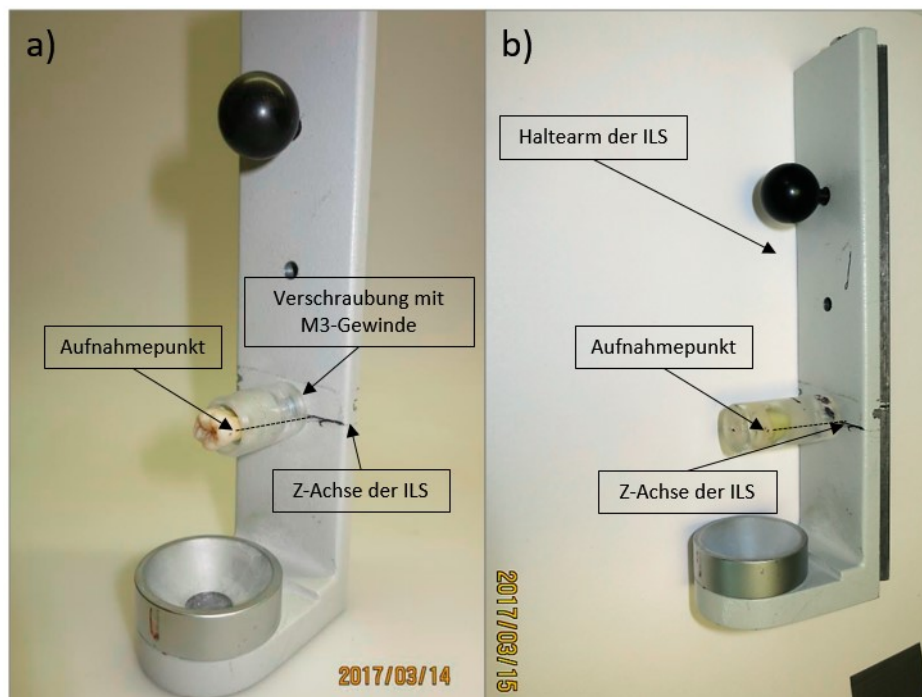 a)
Verschraubung mit
M3-Gewinde
Aufnahmepunkt
Z-Achse der ILS
2017/03/14
b)
Haltearm der ILS
Aufnahmepunkt
Z-Achse der ILS
2017/03/15